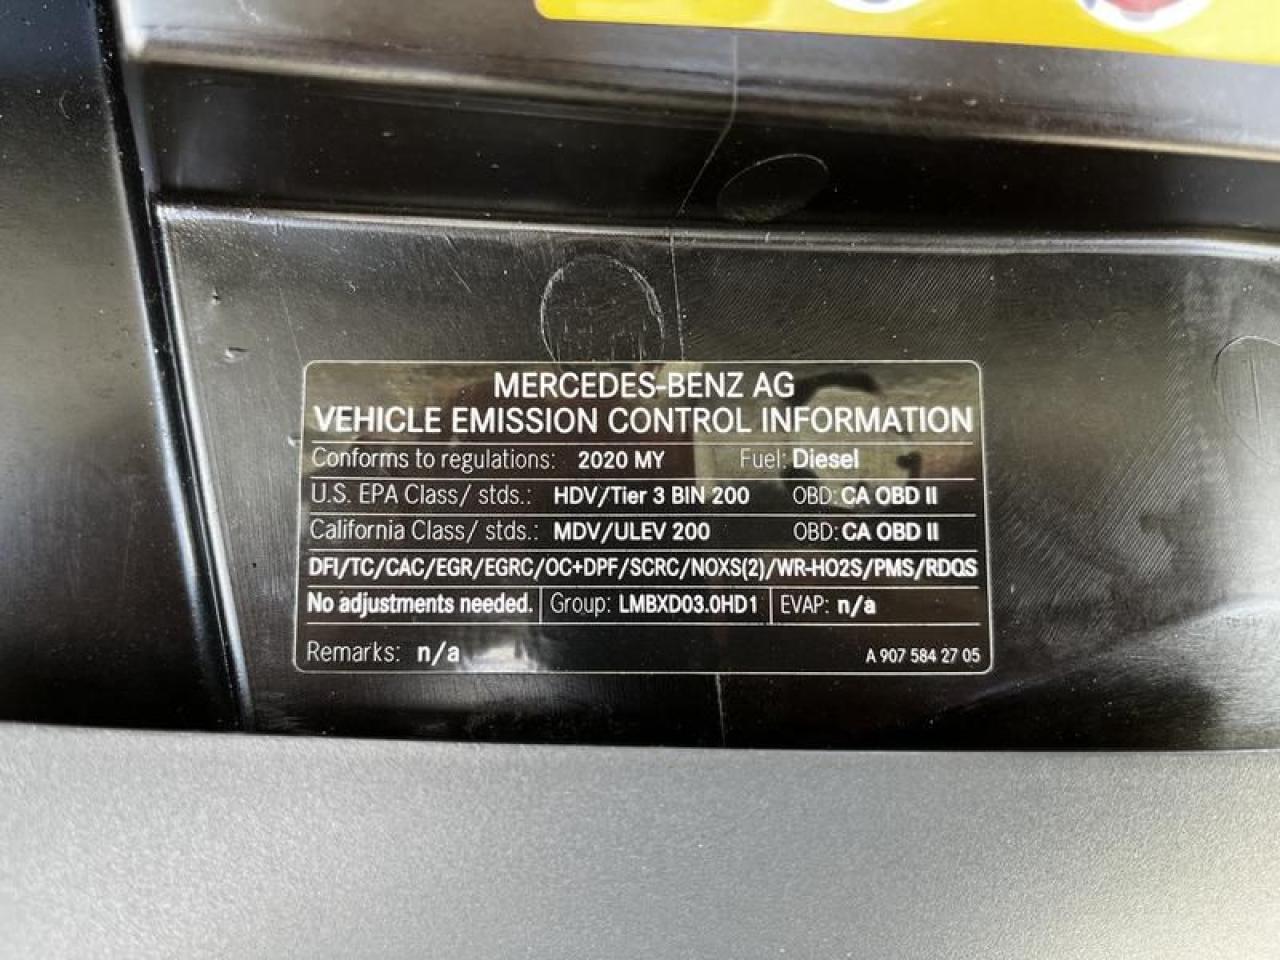 MERCEDES-BENZ AG
VEHICLE EMISSION CONTROL INFORMATION
Conforms to regulations: 2020 MY Fuel: Diesel
U.S. EPA Class/ stds.: HDV/Tier 3 BIN 200 OBD: CA OBD II
California Class/ stds.: MDV/ULEV 200 OBD: CA OBD II
DFI/TC/CAC/EGR/EGRC/OC+DPF/SCRC/NOXS(2)/WR-HO2S/PMS/RDQS
No adjustments needed. Group: LMBXD03.0HD1 EVAP: n/a
Remarks: n/a A 907 584 27 05